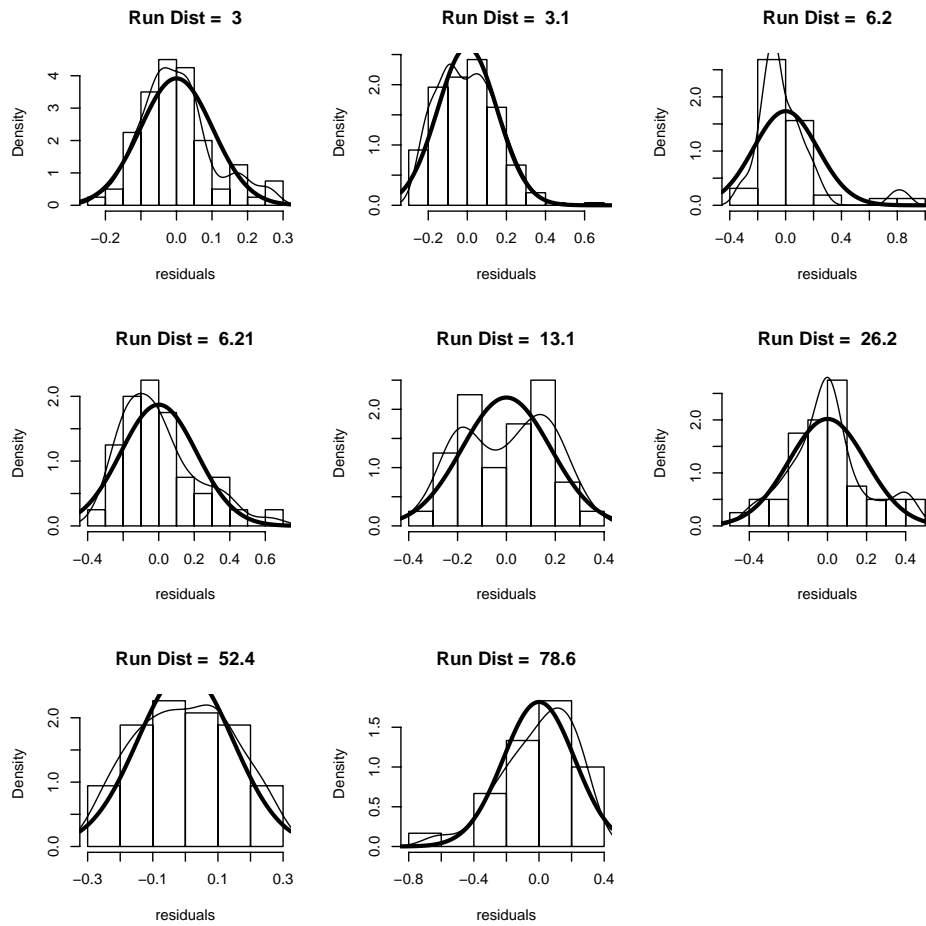 Run Dist = 3
Density
0 1 2 3 4
−0.2 0.0 0.1 0.2 0.3
residuals
Run Dist = 3.1
Density
0.0 1.0 2.0
−0.2 0.0 0.2 0.4 0.6
residuals
Run Dist = 6.2
Density
0.0 1.0 2.0
−0.4 0.0 0.4 0.8
residuals
Run Dist = 6.21
Density
0.0 1.0 2.0
−0.4 −0.2 0.0 0.2 0.4 0.6
residuals
Run Dist = 13.1
Density
0.0 1.0 2.0
−0.4 −0.2 0.0 0.2 0.4
residuals
Run Dist = 26.2
Density
0.0 1.0 2.0
−0.4 0.0 0.4
residuals
Run Dist = 52.4
Density
0.0 1.0 2.0
−0.3 −0.1 0.1 0.3
residuals
Run Dist = 78.6
Density
0.0 0.5 1.0 1.5
−0.8 −0.4 0.0 0.4
residuals